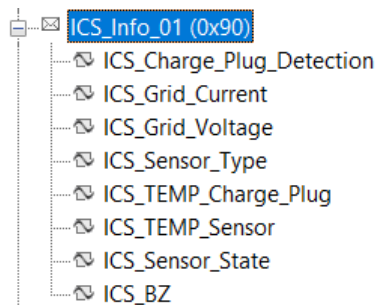 ICS_Info_01 (0x90)
ICS_Charge_Plug_Detection
ICS_Grid_Current
ICS_Grid_Voltage
ICS_Sensor_Type
ICS_TEMP_Charge_Plug
ICS_TEMP_Sensor
ICS_Sensor_State
ICS_BZ